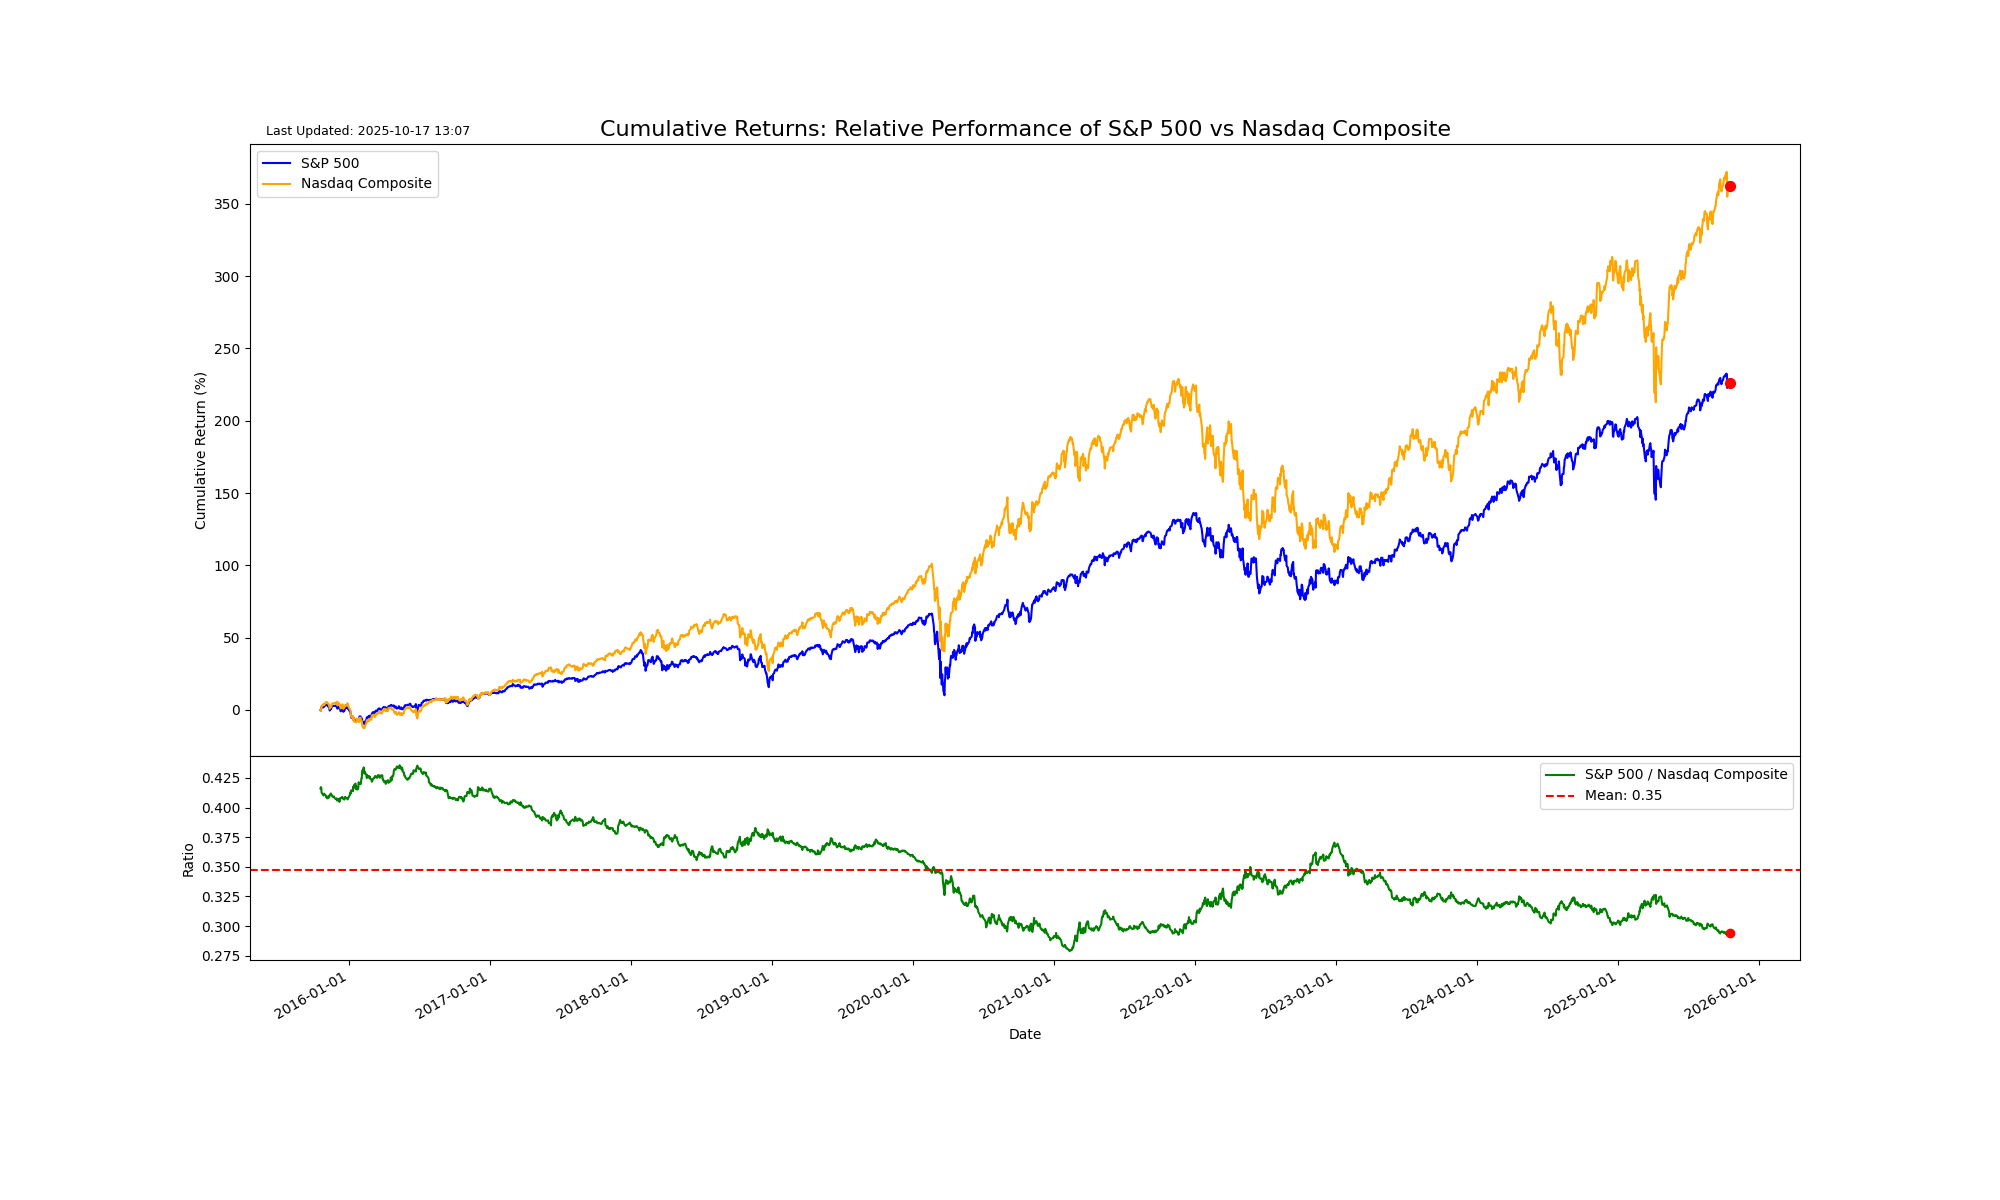 Last Updated: 2025-10-17 13:07
Cumulative Returns: Relative Performance of S&P 500 vs Nasdaq Composite
S&P 500
Nasdaq Composite
Cumulative Return (%)
350
300
250
200
150
100
50
0
S&P 500 / Nasdaq Composite
Mean: 0.35
Ratio
0.425
0.400
0.375
0.350
0.325
0.300
0.275
2016-01-01
2017-01-01
2018-01-01
2019-01-01
2020-01-01
2021-01-01
2022-01-01
2023-01-01
2024-01-01
2025-01-01
2026-01-01
Date